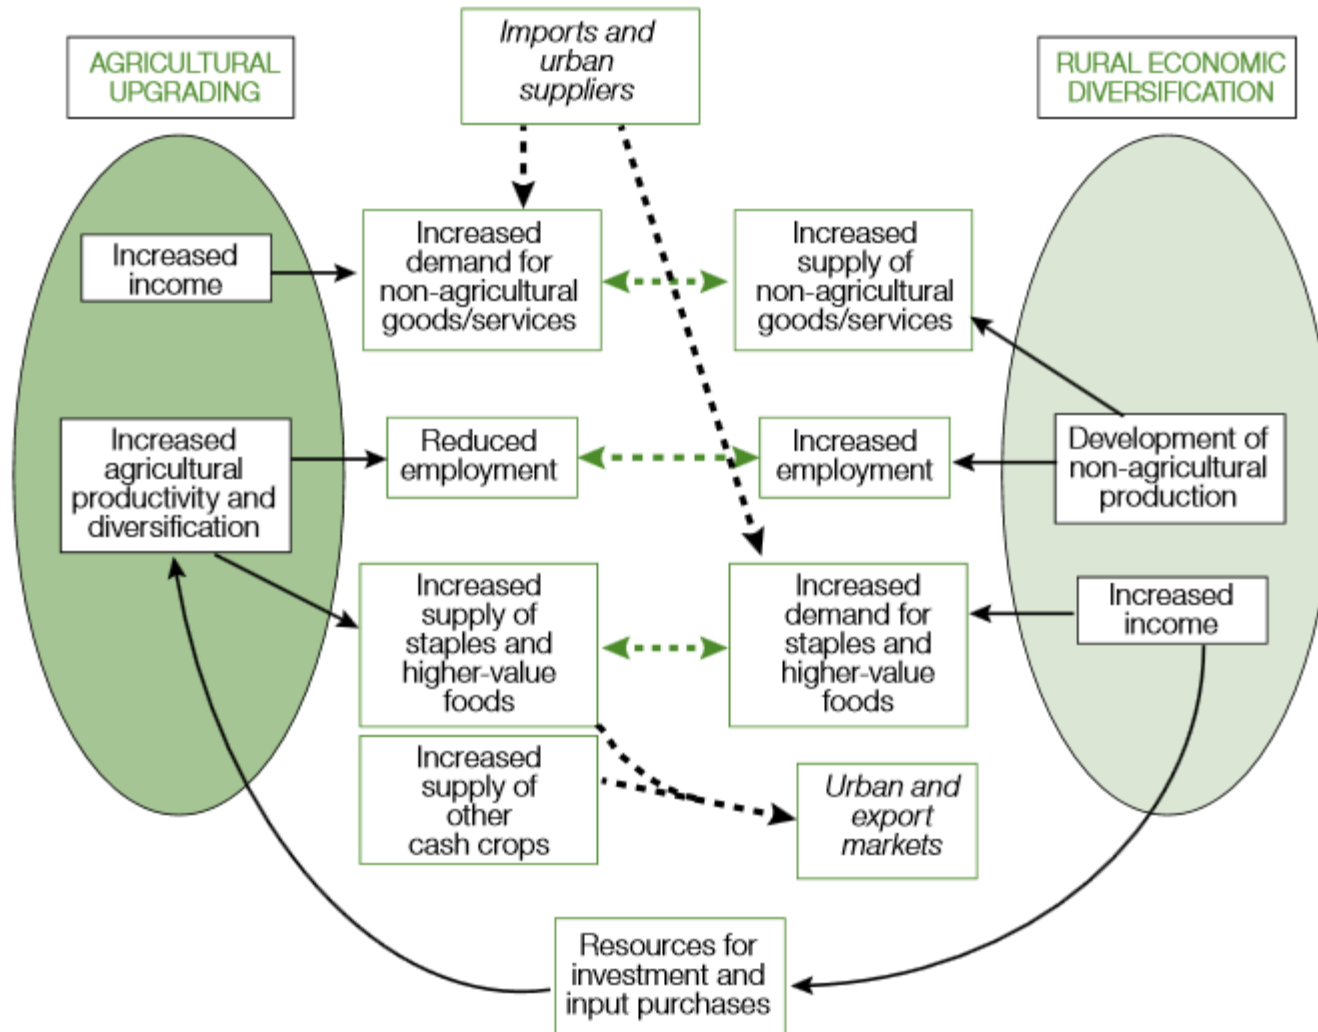 Imports and
urban
suppliers
AGRICULTURAL
UPGRADING
RURAL ECONOMIC
DIVERSIFICATION
Increased
income
Increased
demand for
non-agricultural
goods/services
Increased
supply of
non-agricultural
goods/services
Increased
agricultural
productivity and
diversification
Reduced
employment
Increased
employment
Development of
non-agricultural
production
Increased
supply of
staples and
higher-value
foods
Increased
demand for
staples and
higher-value
foods
Increased
income
Increased
supply of
other
cash crops
Urban and
export
markets
Resources for
investment and
input purchases